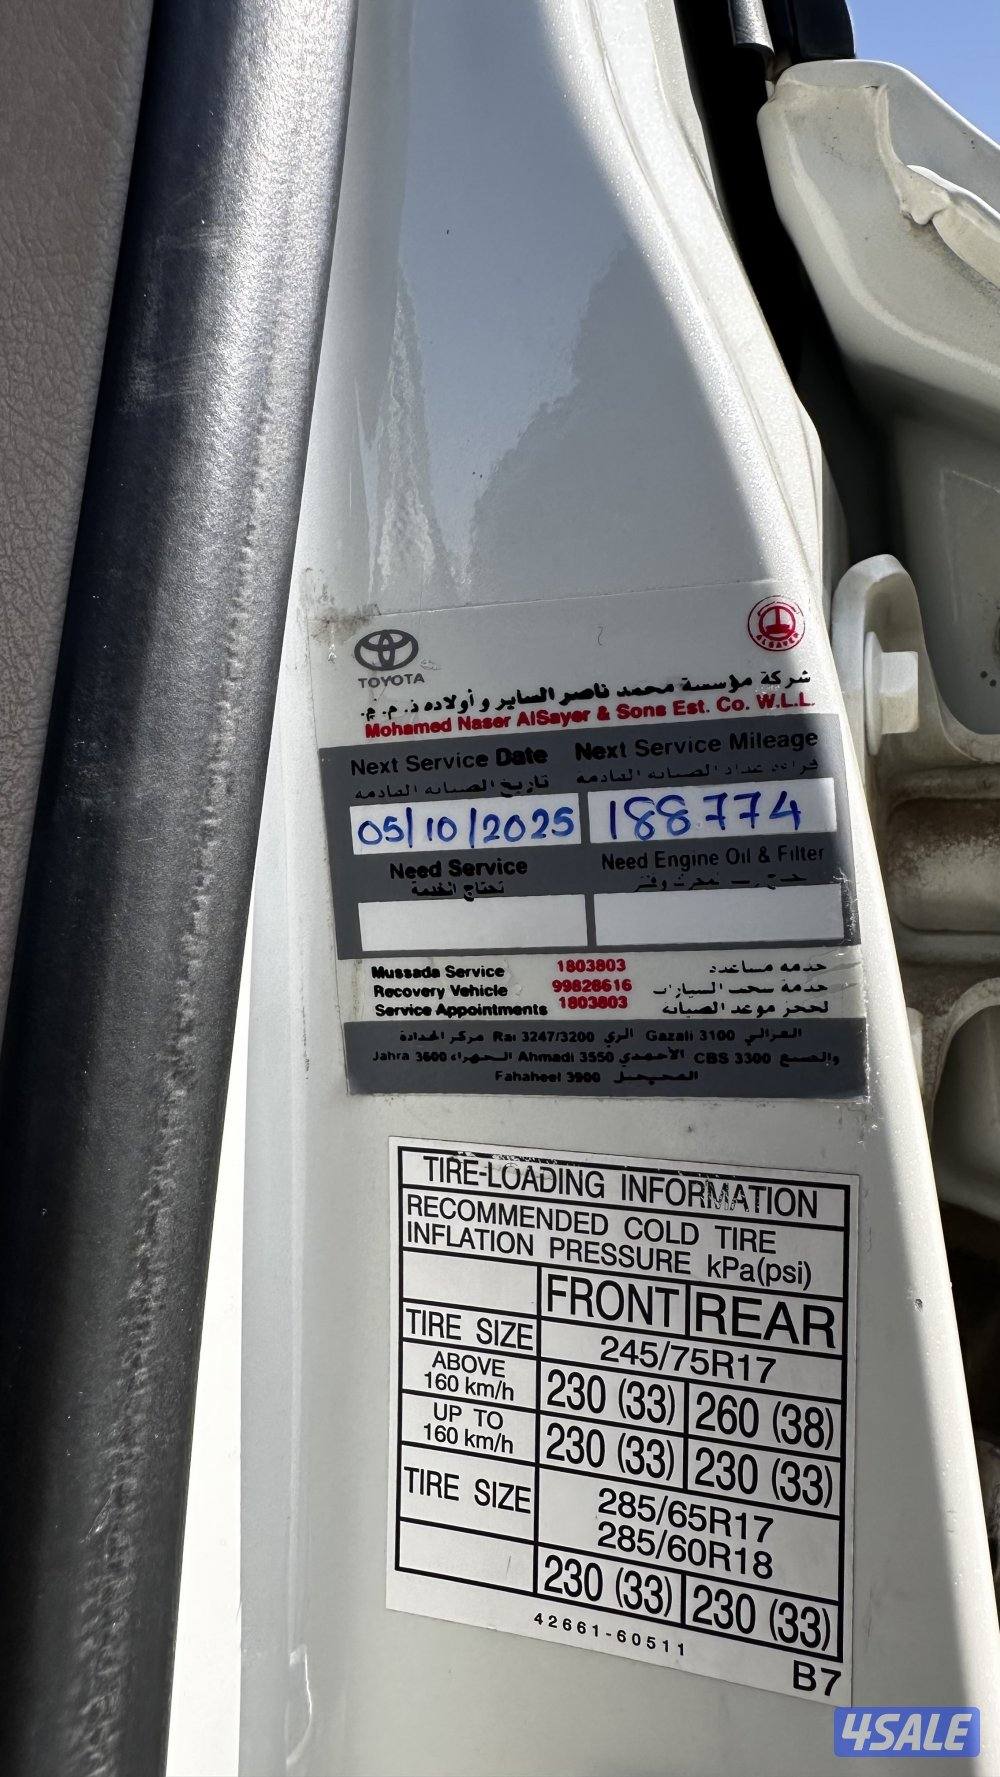 TOYOTA
ALSAYER
شركة مؤسسة محمد ناصر الساير و أولاده ذ.م.م.
Mohamed Naser AlSayer & Sons Est. Co. W.L.L.
Next Service Date Next Service Mileage
تاريخ الصيانة القادمة قراءة عداد الصيانة القادمة
05/10/2025 188774
Need Service Need Engine Oil & Filter
تحتاج الخدمة
Mussada Service 1803803 خدمة مساعدة
Recovery Vehicle 99828616 خدمة سحب السيارات
Service Appointments 1803803 لحجز موعد الصيانة
مركز الحدادة Rai 3247/3200 الري Gazali 3100 الغزالي
Jahra 3600 الجهراء Ahmadi 3550 الأحمدي CBS 3300 والصبغ
Fahaheel 3900 الفحيحيل
TIRE-LOADING INFORMATION
RECOMMENDED COLD TIRE
INFLATION PRESSURE kPa(psi)
FRONT REAR
TIRE SIZE 245/75R17
ABOVE
160 km/h 230 (33) 260 (38)
UP TO
160 km/h 230 (33) 230 (33)
TIRE SIZE 285/65R17
285/60R18
230 (33) 230 (33)
42661-60511
B7
4SALE